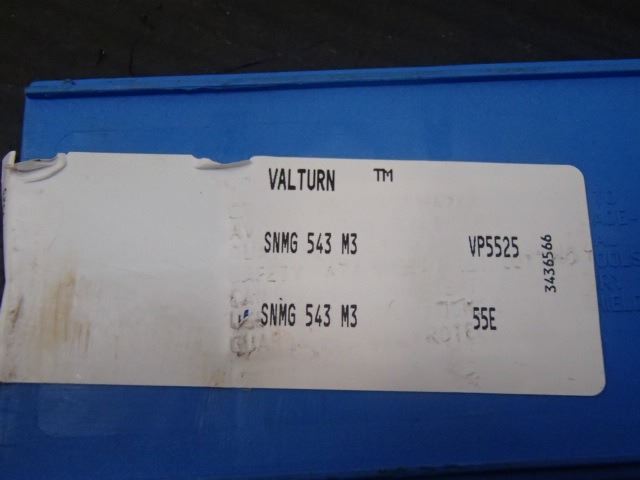 VALTURN TM
SNMG 543 M3 VP5525
SNMG 543 M3 55E
3436566